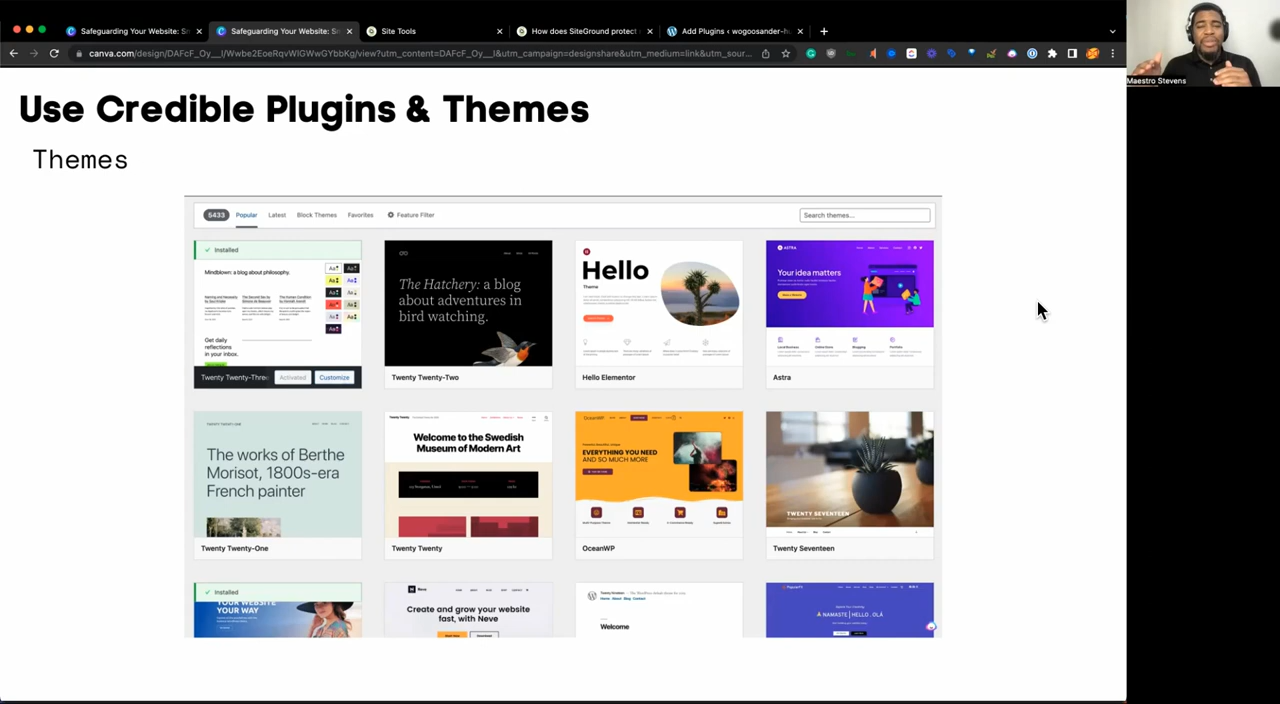 Safeguarding Your Website: S
Safeguarding Your Website: S
Site Tools
How does SiteGround protect
Add Plugins ‹ wogoosander-h
Maestro Stevens
Use Credible Plugins & Themes
Themes
5433 Popular Latest Block Themes Favorites Feature Filter Search themes...
Installed
Mindblown: a blog about philosophy.
Get daily
reflections
in your inbox.
Twenty Twenty-Three Activated Customize
The Hatchery: a blog
about adventures in
bird watching.
Twenty Twenty-Two
Hello
Theme
Hello Elementor
ASTRA
Your idea matters
Astra
The works of Berthe
Morisot, 1800s-era
French painter
Twenty Twenty-One
Welcome to the Swedish
Museum of Modern Art
Twenty Twenty
OceanWP
EVERYTHING YOU NEED
AND SO MUCH MORE
OceanWP
TWENTY SEVENTEEN
Twenty Seventeen
Installed
YOUR WEBSITE
YOUR WAY
Neve
Create and grow your website
fast, with Neve
Welcome
NAMASTE | HELLO , OLÁ